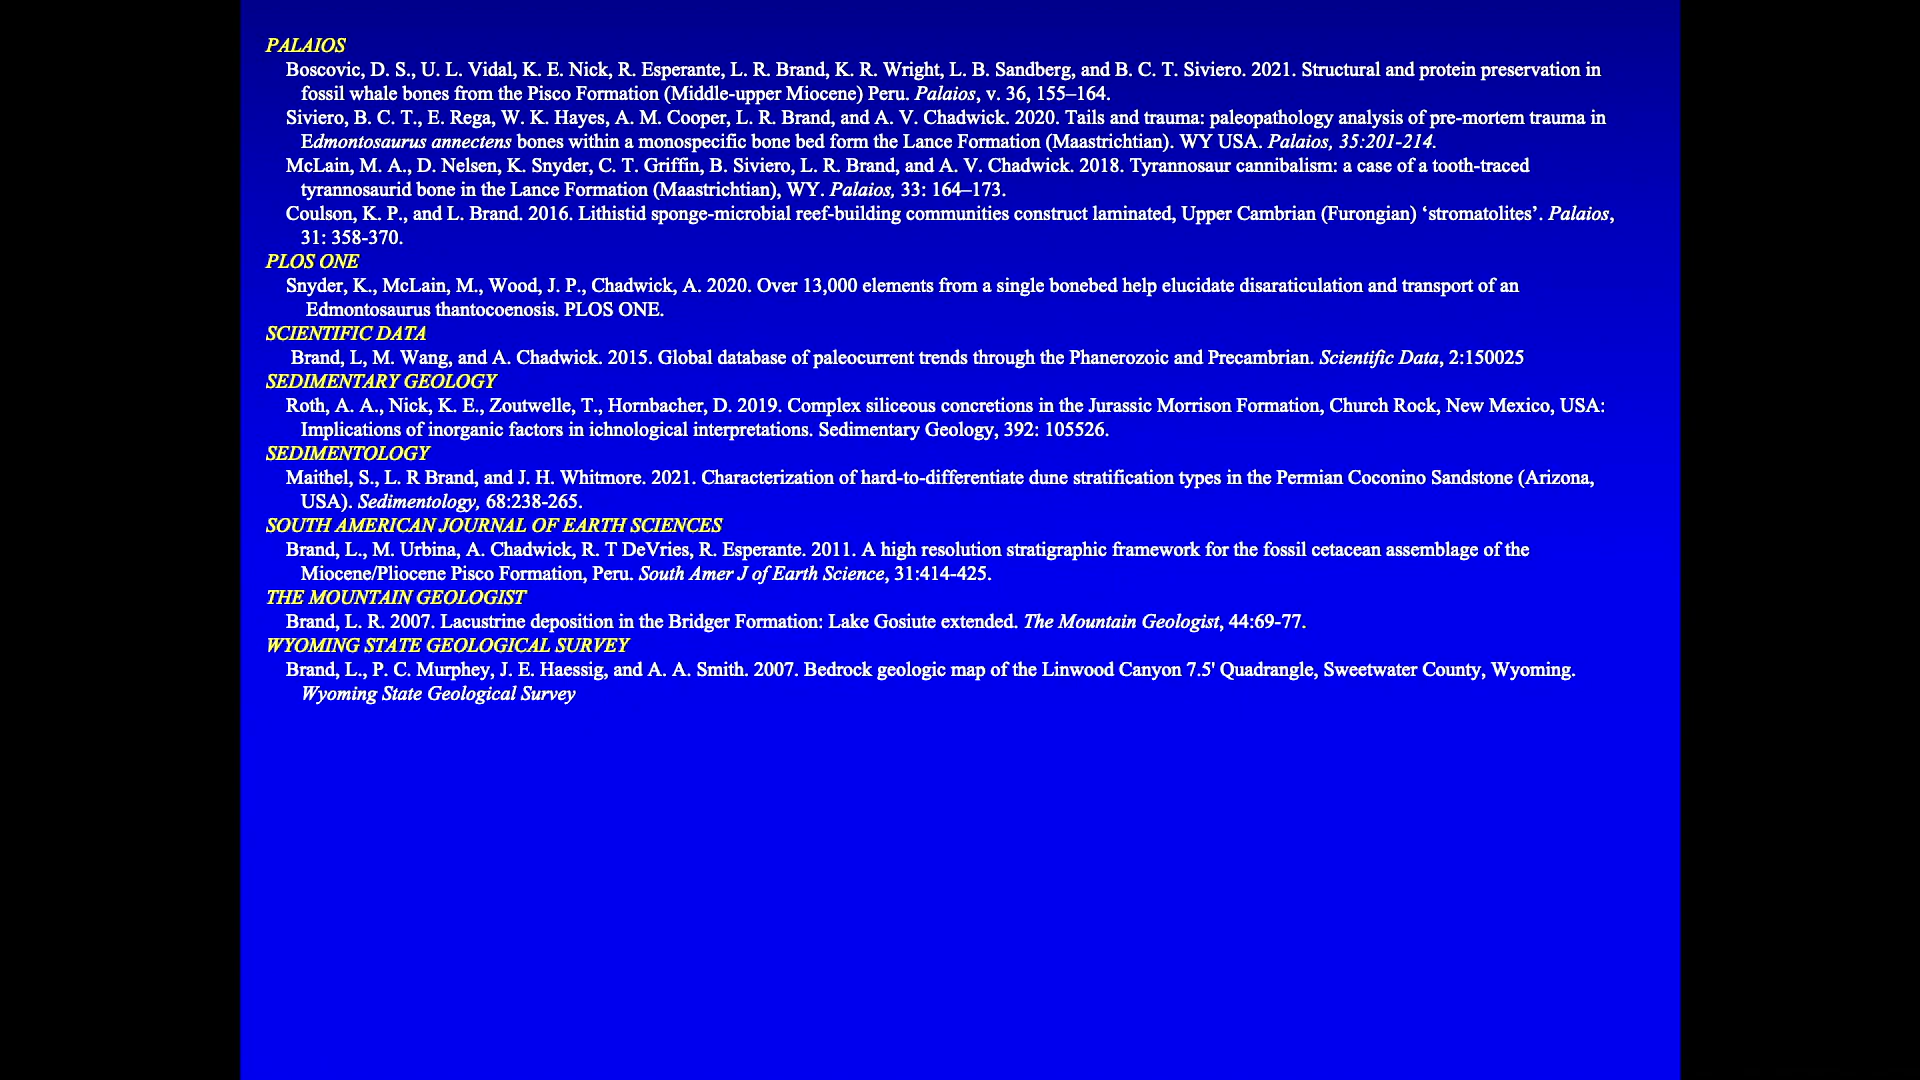 PALAIOS
Boscovic, D. S., U. L. Vidal, K. E. Nick, R. Esperante, L. R. Brand, K. R. Wright, L. B. Sandberg, and B. C. T. Siviero. 2021. Structural and protein preservation in
fossil whale bones from the Pisco Formation (Middle-upper Miocene) Peru. Palaios, v. 36, 155–164.
Siviero, B. C. T., E. Rega, W. K. Hayes, A. M. Cooper, L. R. Brand, and A. V. Chadwick. 2020. Tails and trauma: paleopathology analysis of pre-mortem trauma in
Edmontosaurus annectens bones within a monospecific bone bed form the Lance Formation (Maastrichtian). WY USA. Palaios, 35:201-214.
McLain, M. A., D. Nelsen, K. Snyder, C. T. Griffin, B. Siviero, L. R. Brand, and A. V. Chadwick. 2018. Tyrannosaur cannibalism: a case of a tooth-traced
tyrannosaurid bone in the Lance Formation (Maastrichtian), WY. Palaios, 33: 164–173.
Coulson, K. P., and L. Brand. 2016. Lithistid sponge-microbial reef-building communities construct laminated, Upper Cambrian (Furongian) ‘stromatolites’. Palaios,
31: 358-370.
PLOS ONE
Snyder, K., McLain, M., Wood, J. P., Chadwick, A. 2020. Over 13,000 elements from a single bonebed help elucidate disaraticulation and transport of an
Edmontosaurus thantocoenosis. PLOS ONE.
SCIENTIFIC DATA
Brand, L, M. Wang, and A. Chadwick. 2015. Global database of paleocurrent trends through the Phanerozoic and Precambrian. Scientific Data, 2:150025
SEDIMENTARY GEOLOGY
Roth, A. A., Nick, K. E., Zoutwelle, T., Hornbacher, D. 2019. Complex siliceous concretions in the Jurassic Morrison Formation, Church Rock, New Mexico, USA:
Implications of inorganic factors in ichnological interpretations. Sedimentary Geology, 392: 105526.
SEDIMENTOLOGY
Maithel, S., L. R Brand, and J. H. Whitmore. 2021. Characterization of hard-to-differentiate dune stratification types in the Permian Coconino Sandstone (Arizona,
USA). Sedimentology, 68:238-265.
SOUTH AMERICAN JOURNAL OF EARTH SCIENCES
Brand, L., M. Urbina, A. Chadwick, R. T DeVries, R. Esperante. 2011. A high resolution stratigraphic framework for the fossil cetacean assemblage of the
Miocene/Pliocene Pisco Formation, Peru. South Amer J of Earth Science, 31:414-425.
THE MOUNTAIN GEOLOGIST
Brand, L. R. 2007. Lacustrine deposition in the Bridger Formation: Lake Gosiute extended. The Mountain Geologist, 44:69-77.
WYOMING STATE GEOLOGICAL SURVEY
Brand, L., P. C. Murphey, J. E. Haessig, and A. A. Smith. 2007. Bedrock geologic map of the Linwood Canyon 7.5' Quadrangle, Sweetwater County, Wyoming.
Wyoming State Geological Survey